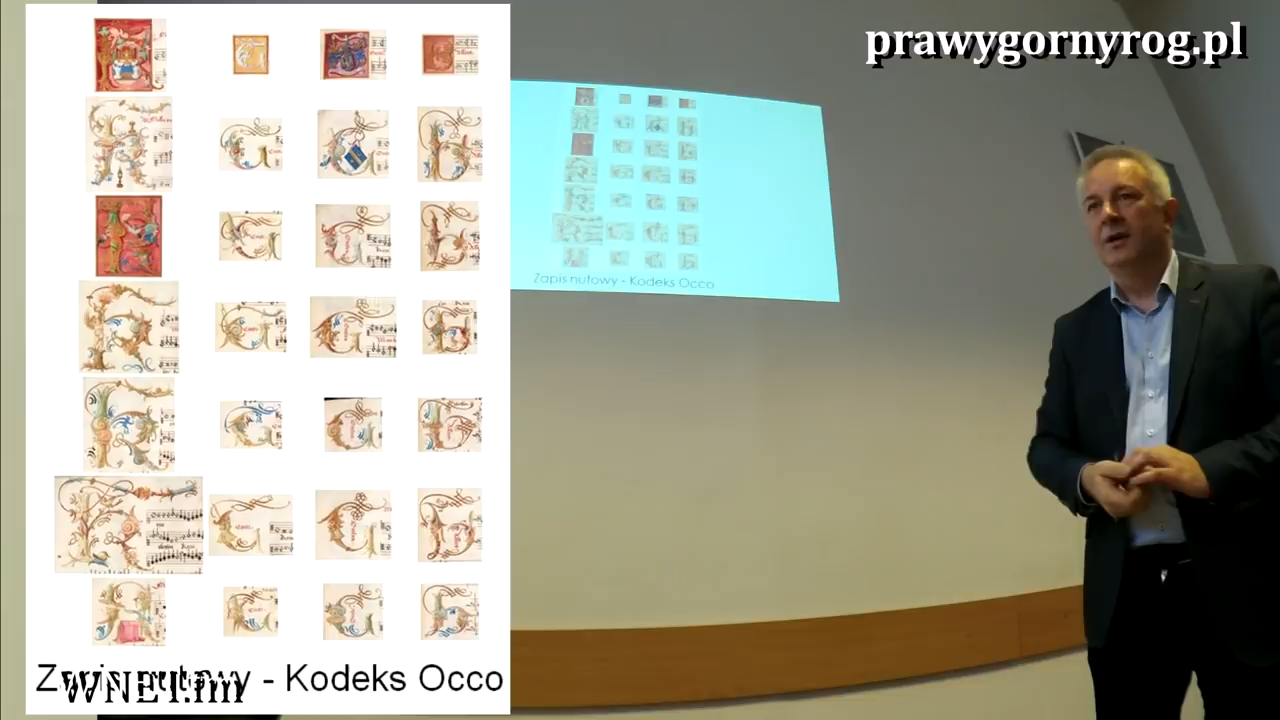 prawygornyrog.pl
Zapis nutowy - Kodeks Occo
Zapis nutowy - Kodeks Occo
WNET.fm